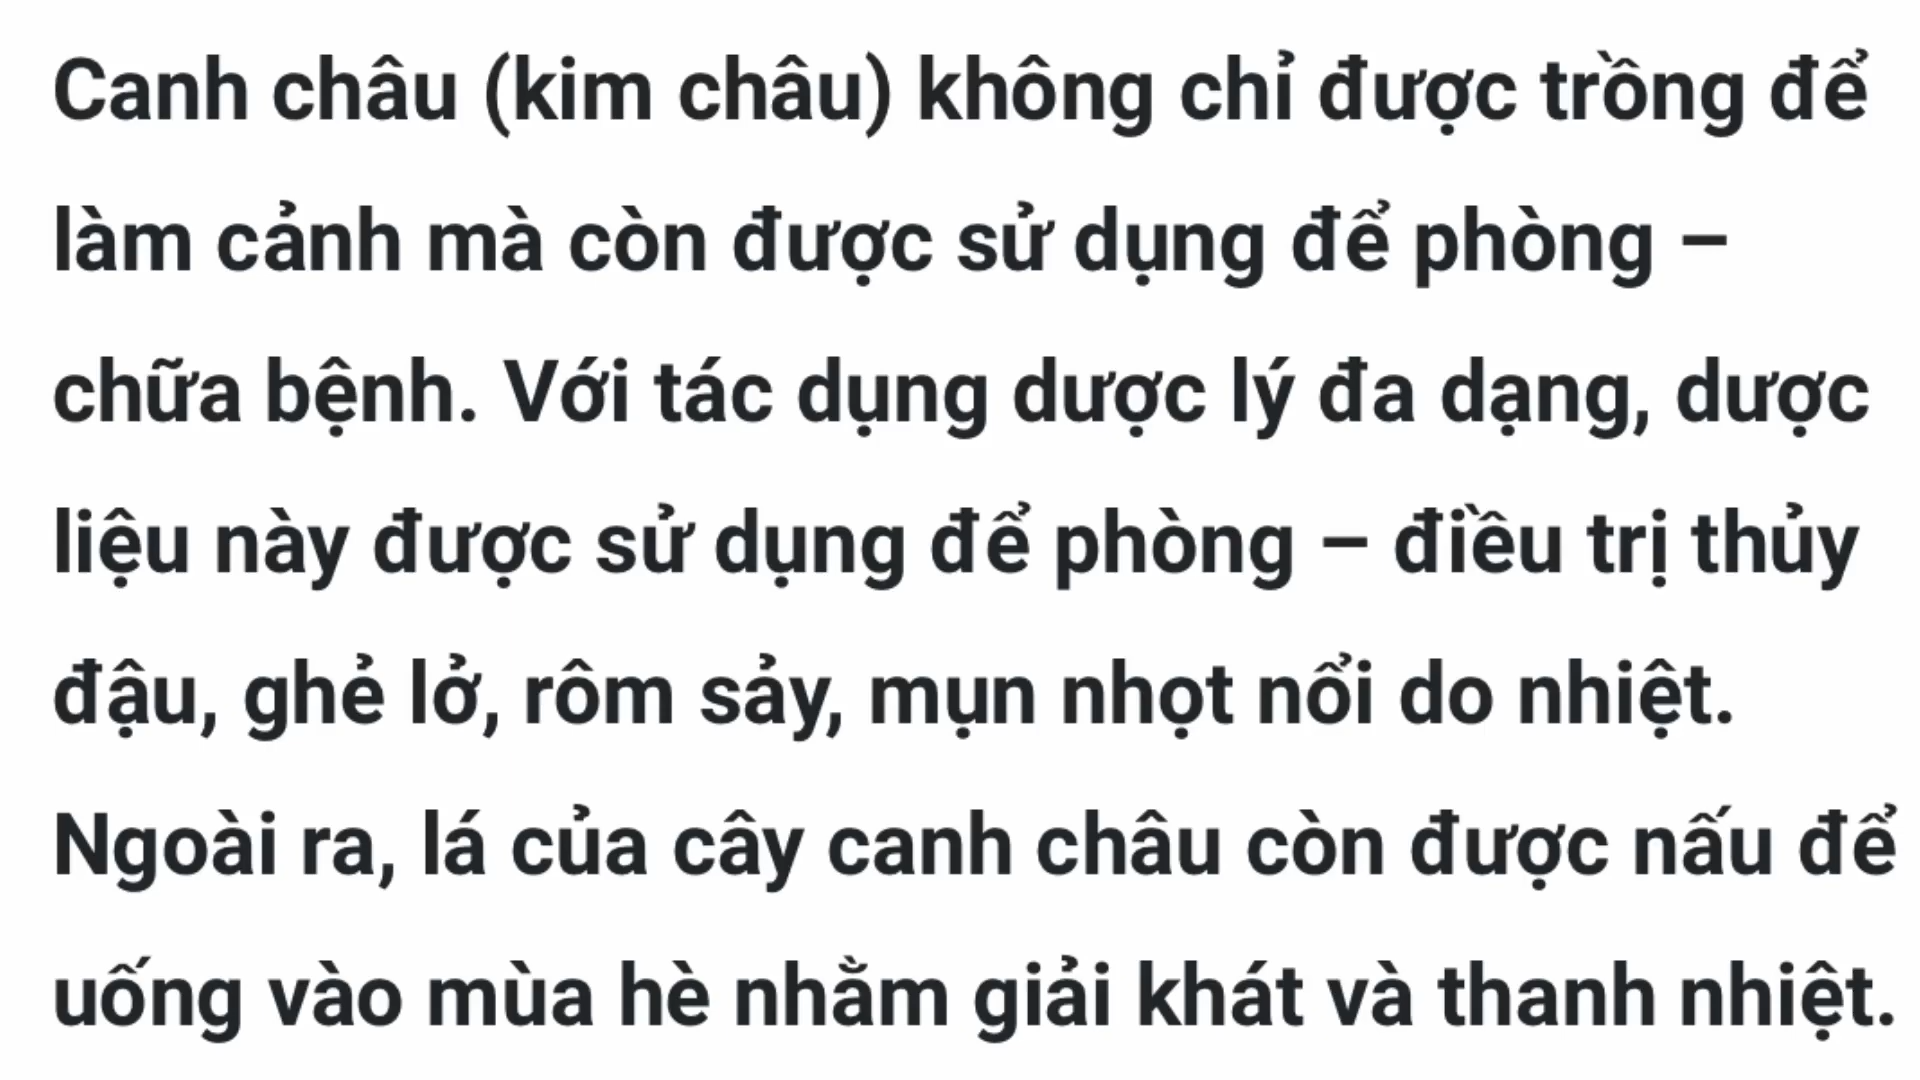 Canh châu (kim châu) không chỉ được trồng để
làm cảnh mà còn được sử dụng để phòng –
chữa bệnh. Với tác dụng dược lý đa dạng, dược
liệu này được sử dụng để phòng – điều trị thủy
đậu, ghẻ lở, rôm sảy, mụn nhọt nổi do nhiệt.
Ngoài ra, lá của cây canh châu còn được nấu để
uống vào mùa hè nhằm giải khát và thanh nhiệt.